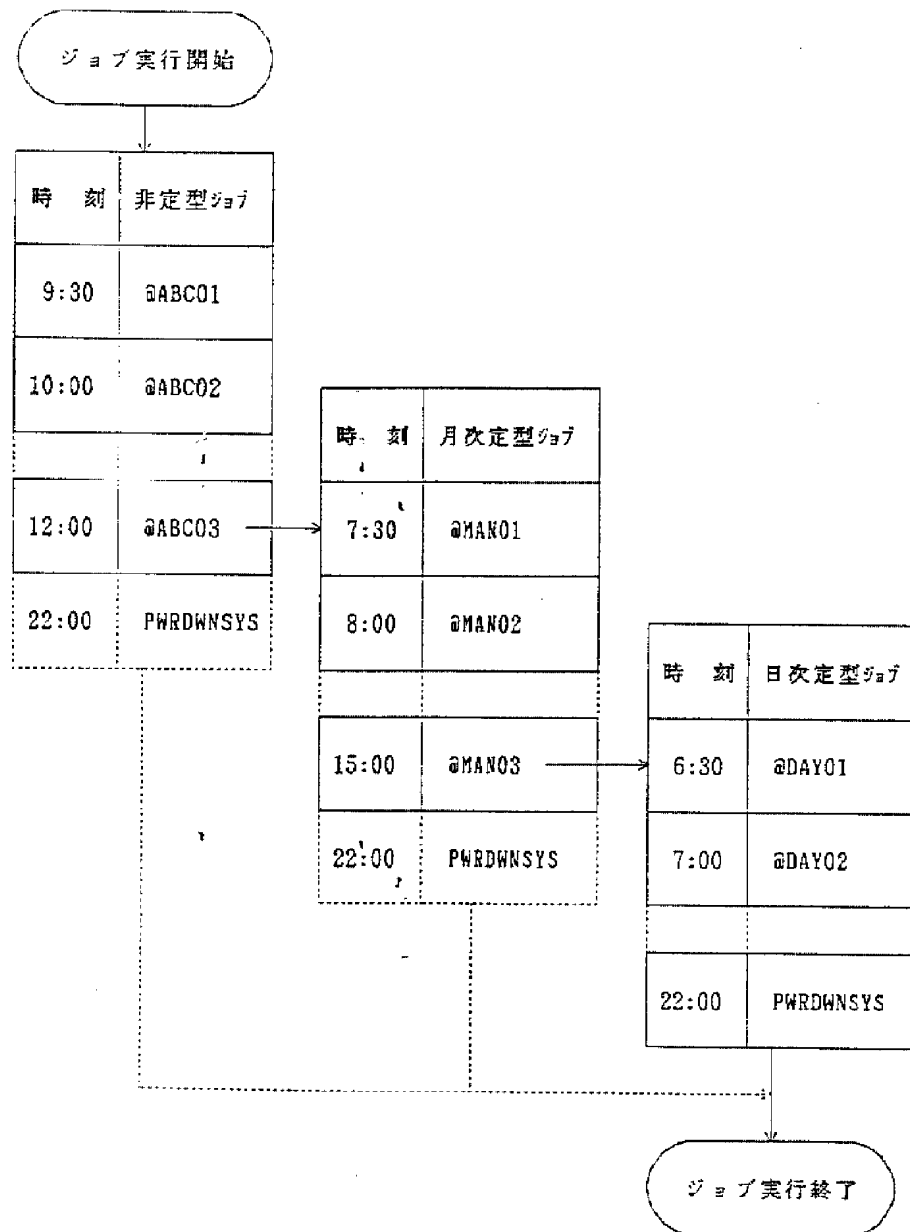 ジョブ実行開始
時 刻 非定型ｼﾞｮﾌﾞ
9:30 @ABC01
10:00 @ABC02
12:00 @ABC03
22:00 PWRDWNSYS
時 刻 月次定型ｼﾞｮﾌﾞ
7:30 @MAN01
8:00 @MAN02
15:00 @MAN03
22:00 PWRDWNSYS
時 刻 日次定型ｼﾞｮﾌﾞ
6:30 @DAY01
7:00 @DAY02
22:00 PWRDWNSYS
ジョブ実行終了